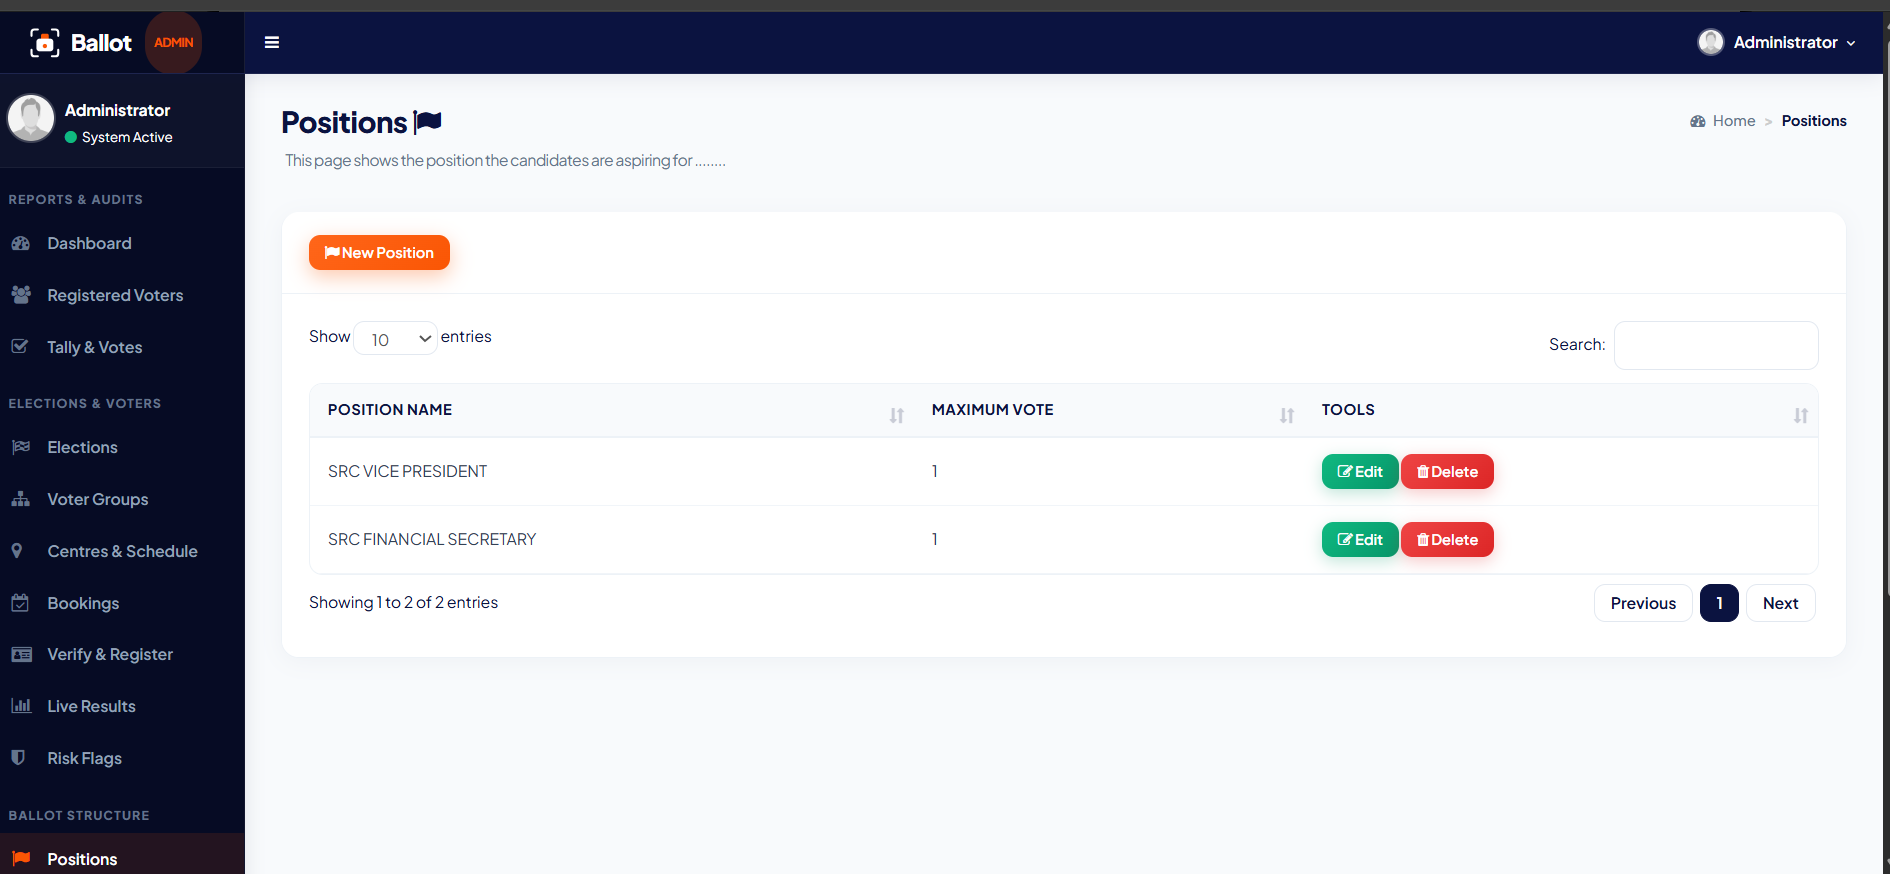 Ballot ADMIN
Administrator
Administrator
System Active
REPORTS & AUDITS
Dashboard
Registered Voters
Tally & Votes
ELECTIONS & VOTERS
Elections
Voter Groups
Centres & Schedule
Bookings
Verify & Register
Live Results
Risk Flags
BALLOT STRUCTURE
Positions
Positions
Home > Positions
This page shows the position the candidates are aspiring for ........
New Position
Show 10 entries
Search:
POSITION NAME MAXIMUM VOTE TOOLS
SRC VICE PRESIDENT 1 Edit Delete
SRC FINANCIAL SECRETARY 1 Edit Delete
Showing 1 to 2 of 2 entries
Previous 1 Next